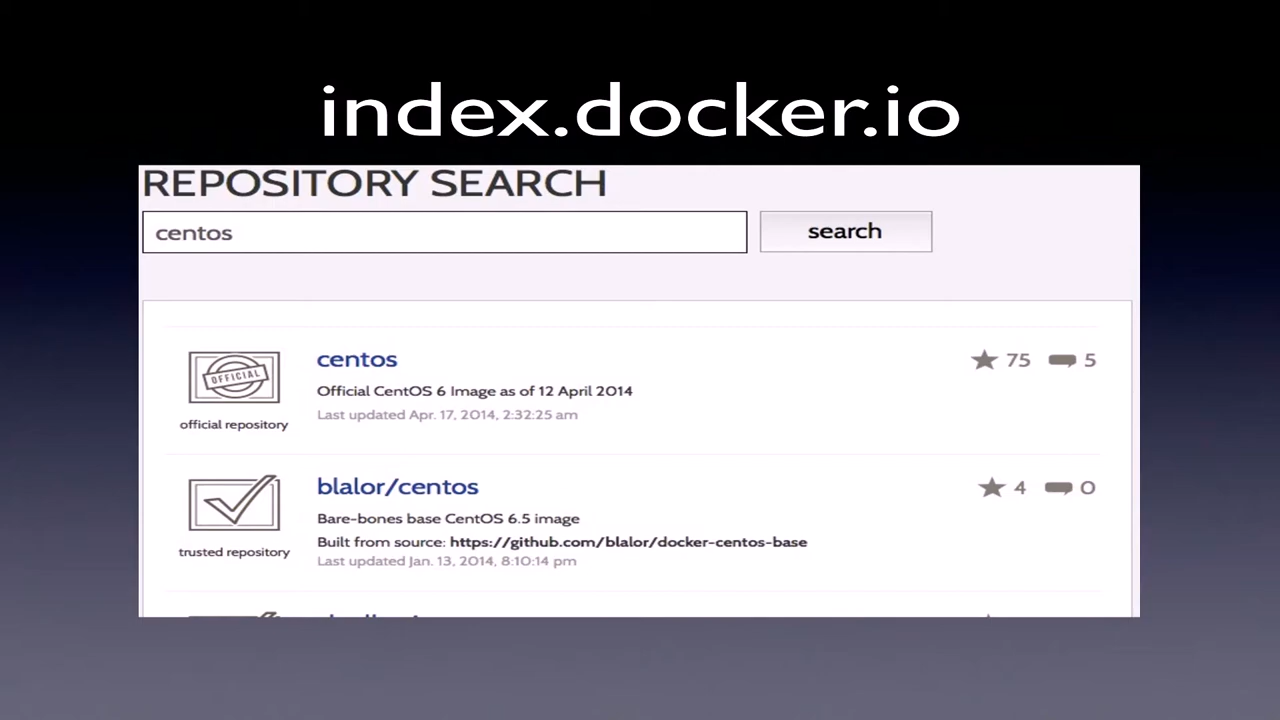 index.docker.io
REPOSITORY SEARCH
centos
search
OFFICIAL
official repository
centos
75
5
Official CentOS 6 Image as of 12 April 2014
Last updated Apr. 17, 2014, 2:32:25 am
trusted repository
blalor/centos
4
0
Bare-bones base CentOS 6.5 image
Built from source: https://github.com/blalor/docker-centos-base
Last updated Jan. 13, 2014, 8:10:14 pm